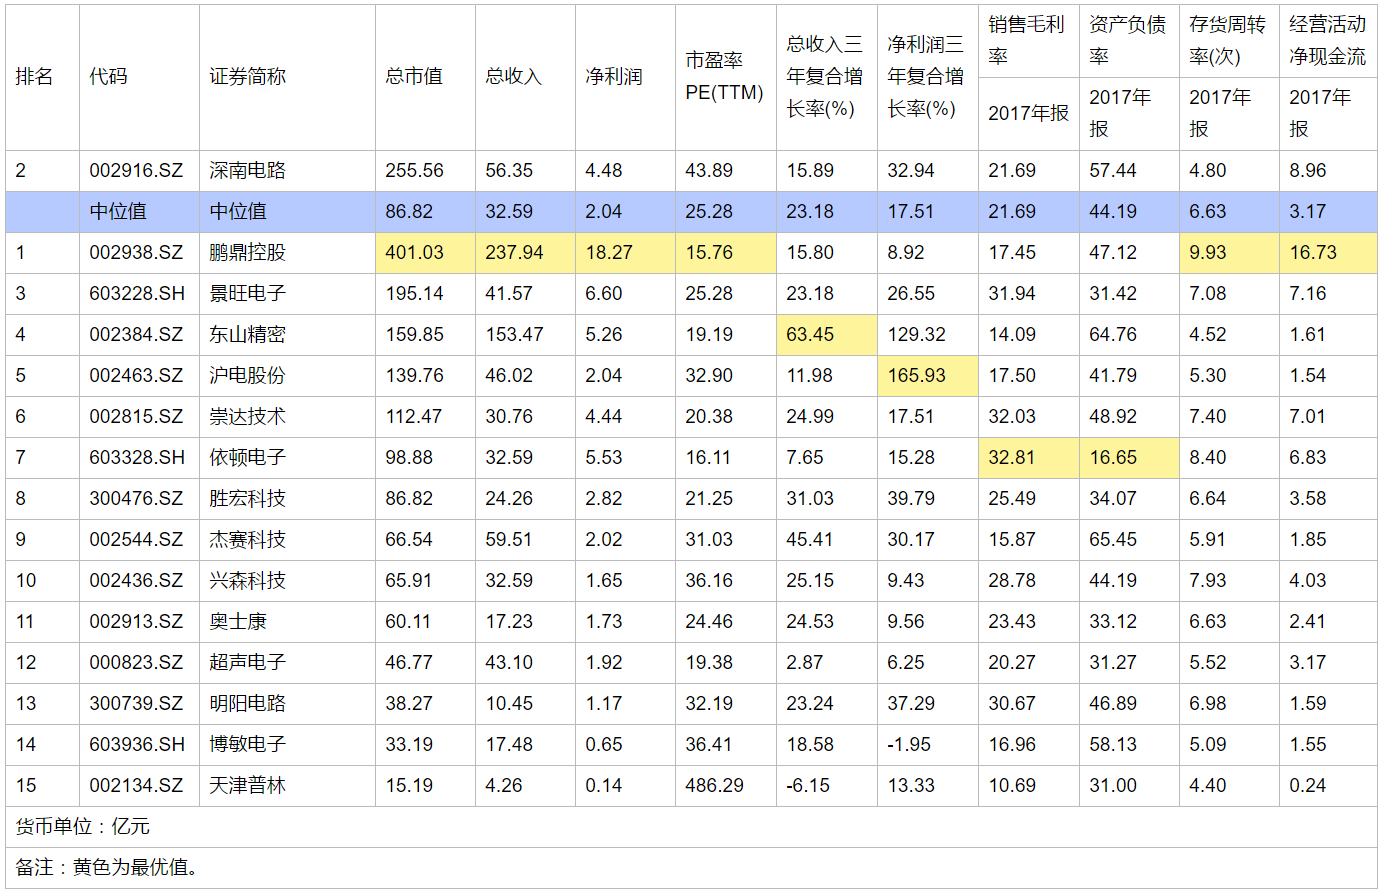 排名 代码 证券简称 总市值 总收入 净利润 市盈率PE(TTM) 总收入三年复合增长率(%) 净利润三年复合增长率(%) 销售毛利率 资产负债率 存货周转率(次) 经营活动净现金流
2017年报 2017年报 2017年报 2017年报
2 002916.SZ 深南电路 255.56 56.35 4.48 43.89 15.89 32.94 21.69 57.44 4.80 8.96
中位值 中位值 86.82 32.59 2.04 25.28 23.18 17.51 21.69 44.19 6.63 3.17
1 002938.SZ 鹏鼎控股 401.03 237.94 18.27 15.76 15.80 8.92 17.45 47.12 9.93 16.73
3 603228.SH 景旺电子 195.14 41.57 6.60 25.28 23.18 26.55 31.94 31.42 7.08 7.16
4 002384.SZ 东山精密 159.85 153.47 5.26 19.19 63.45 129.32 14.09 64.76 4.52 1.61
5 002463.SZ 沪电股份 139.76 46.02 2.04 32.90 11.98 165.93 17.50 41.79 5.30 1.54
6 002815.SZ 崇达技术 112.47 30.76 4.44 20.38 24.99 17.51 32.03 48.92 7.40 7.01
7 603328.SH 依顿电子 98.88 32.59 5.53 16.11 7.65 15.28 32.81 16.65 8.40 6.83
8 300476.SZ 胜宏科技 86.82 24.26 2.82 21.25 31.03 39.79 25.49 34.07 6.64 3.58
9 002544.SZ 杰赛科技 66.54 59.51 2.02 31.03 45.41 30.17 15.87 65.45 5.91 1.85
10 002436.SZ 兴森科技 65.91 32.59 1.65 36.16 25.15 9.43 28.78 44.19 7.93 4.03
11 002913.SZ 奥士康 60.11 17.23 1.73 24.46 24.53 9.56 23.43 33.12 6.63 2.41
12 000823.SZ 超声电子 46.77 43.10 1.92 19.38 2.87 6.25 20.27 31.27 5.52 3.17
13 300739.SZ 明阳电路 38.27 10.45 1.17 32.19 23.24 37.29 30.67 46.89 6.98 1.59
14 603936.SH 博敏电子 33.19 17.48 0.65 36.41 18.58 -1.95 16.96 58.13 5.09 1.55
15 002134.SZ 天津普林 15.19 4.26 0.14 486.29 -6.15 13.33 10.69 31.00 4.40 0.24
货币单位：亿元
备注：黄色为最优值。